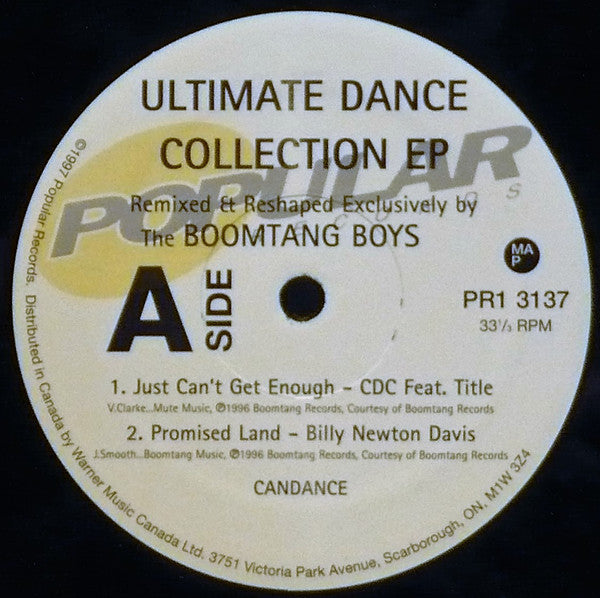 ULTIMATE DANCE
COLLECTION EP
POPULAR
RECORDS
Remixed & Reshaped Exclusively by
The BOOMTANG BOYS
MA
P
A
SIDE
PR1 3137
33⅓ RPM
1. Just Can't Get Enough - CDC Feat. Title
V.Clarke...Mute Music, ℗1996 Boomtang Records, Courtesy of Boomtang Records
2. Promised Land - Billy Newton Davis
J.Smooth...Boomtang Music, ℗1996 Boomtang Records, Courtesy of Boomtang Records
CANDANCE
©1997 Popular Records. Distributed in Canada by Warner Music Canada Ltd. 3751 Victoria Park Avenue, Scarborough, ON, M1W 3Z4